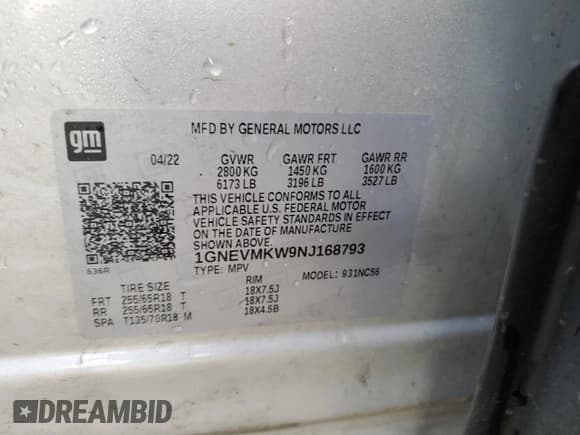 gm
MFD BY GENERAL MOTORS LLC
04/22 GVWR GAWR FRT GAWR RR
2800 KG 1450 KG 1600 KG
6173 LB 3196 LB 3527 LB
THIS VEHICLE CONFORMS TO ALL
APPLICABLE U.S. FEDERAL MOTOR
VEHICLE SAFETY STANDARDS IN EFFECT
ON THE DATE OF MANUFACTURE
SHOWN ABOVE.
1GNEVMKW9NJ168793
TYPE: MPV MODEL: 931NC56
636R
TIRE SIZE RIM
FRT 255/65R18 T 18X7.5J
RR 255/65R18 T 18X7.5J
SPA T135/70R18 M 18X4.5B
DREAMBID